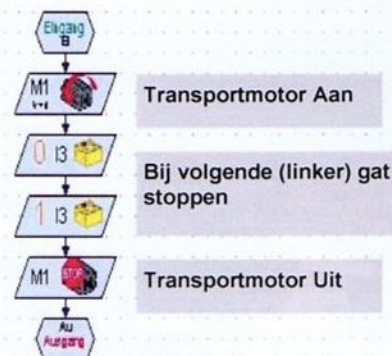 Eingang
M1
Transportmotor Aan
0 I3
Bij volgende (linker) gat
stoppen
1 I3
M1 STOP
Transportmotor Uit
Au
Ausgang